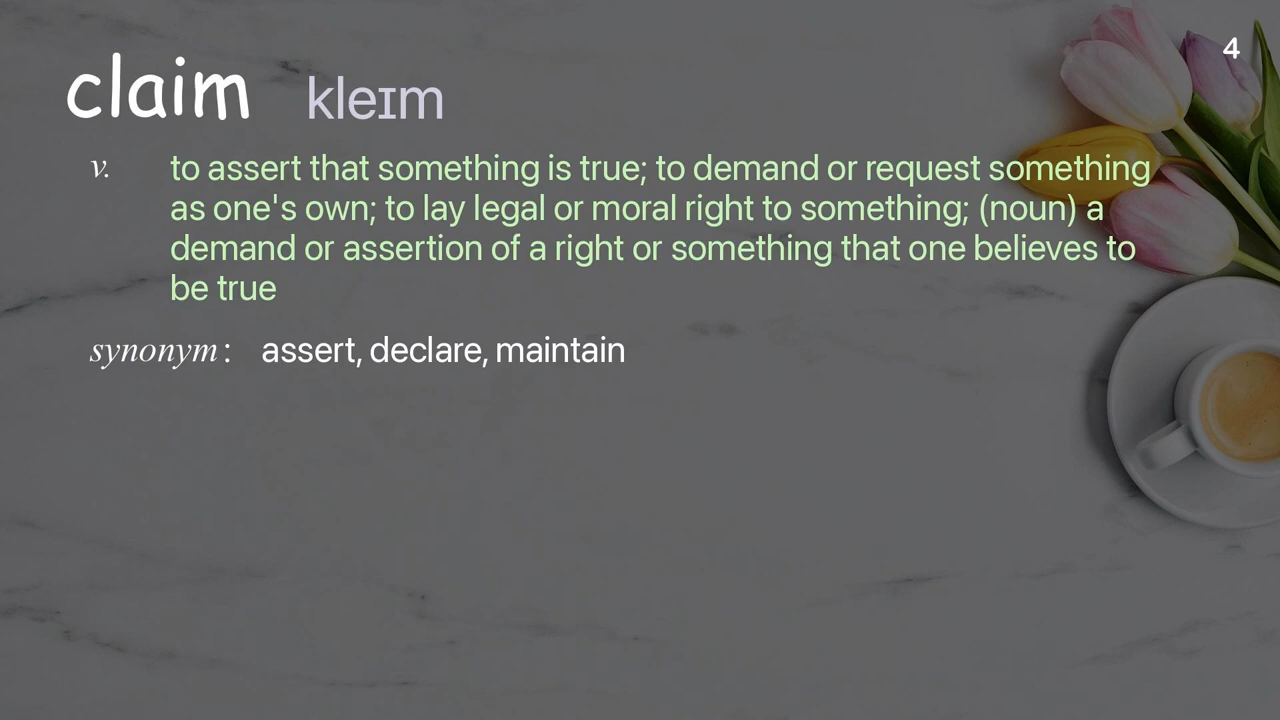 4
claim kleɪm
v. to assert that something is true; to demand or request something
as one's own; to lay legal or moral right to something; (noun) a
demand or assertion of a right or something that one believes to
be true
synonym: assert, declare, maintain